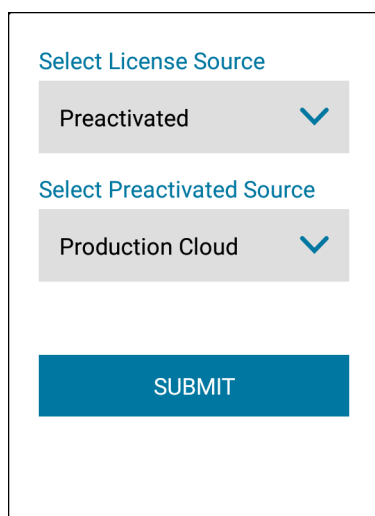 Select License Source
Preactivated
Select Preactivated Source
Production Cloud
SUBMIT